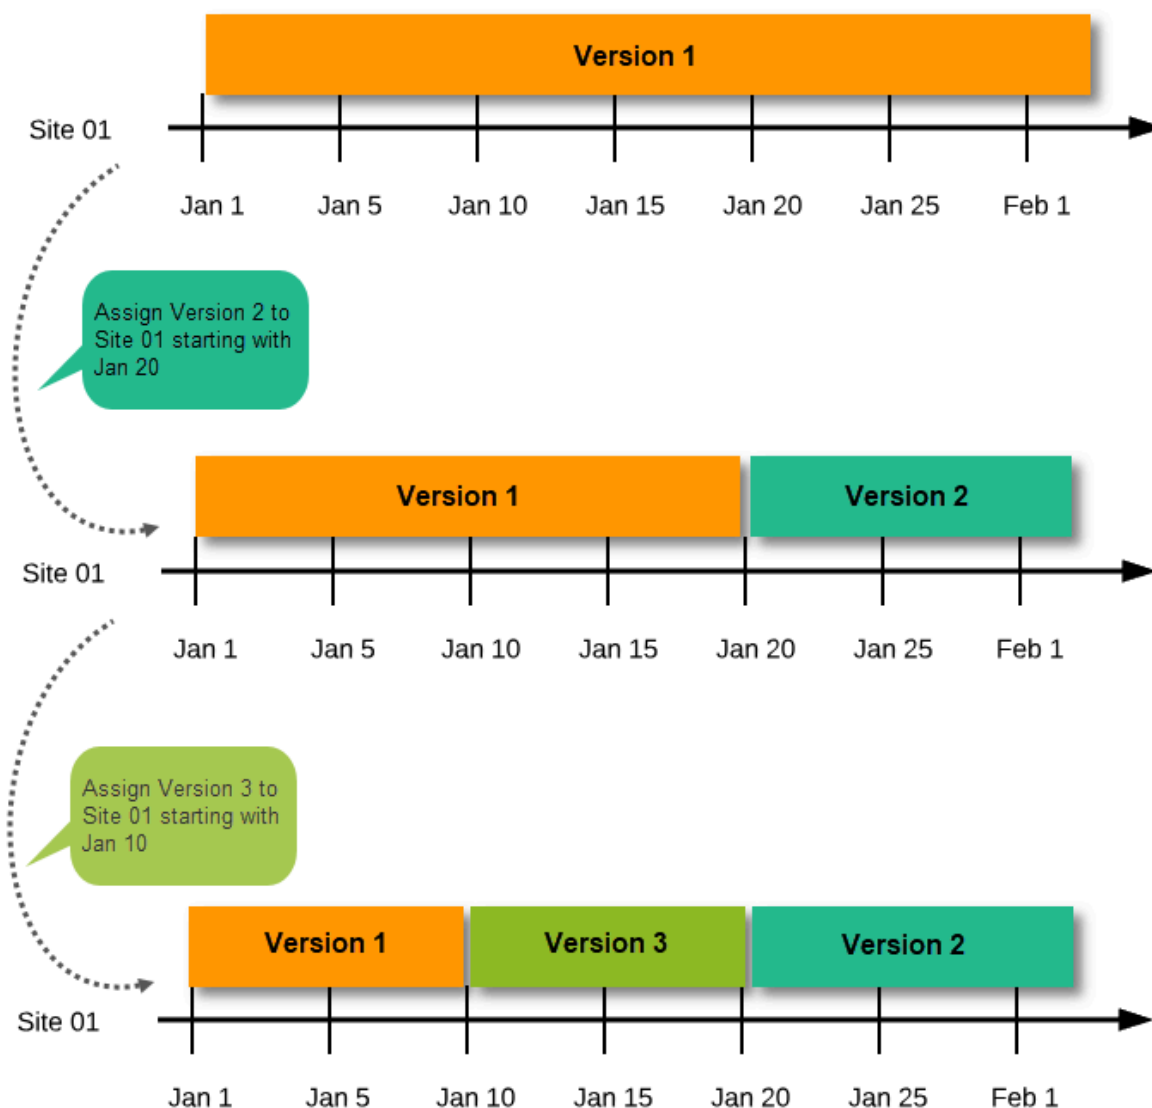 Version 1
Site 01
Jan 1 Jan 5 Jan 10 Jan 15 Jan 20 Jan 25 Feb 1
Assign Version 2 to
Site 01 starting with
Jan 20
Version 1 Version 2
Site 01
Jan 1 Jan 5 Jan 10 Jan 15 Jan 20 Jan 25 Feb 1
Assign Version 3 to
Site 01 starting with
Jan 10
Version 1 Version 3 Version 2
Site 01
Jan 1 Jan 5 Jan 10 Jan 15 Jan 20 Jan 25 Feb 1